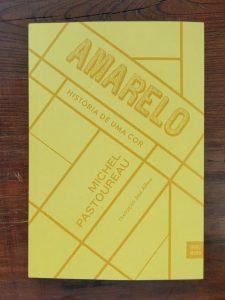 AMARELO
HISTÓRIA DE UMA COR
MICHEL
PASTOUREAU